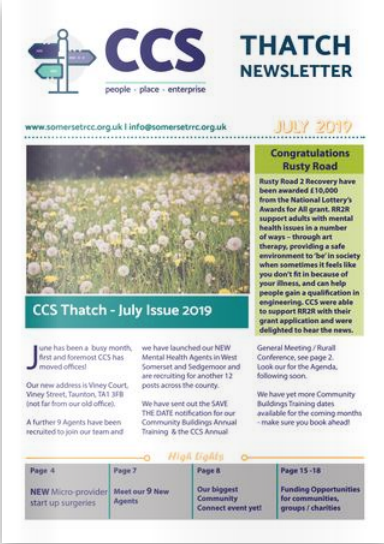 CCS
people - place - enterprise
THATCH
NEWSLETTER
www.somersetrcc.org.uk I info@somersetrcc.org.uk
JULY 2019
CCS Thatch - July Issue 2019
Congratulations
Rusty Road
Rusty Road 2 Recovery have
been awarded £10,000
from the National Lottery's
Awards for All grant. RR2R
support adults with mental
health issues in a number
of ways – through art
therapy, providing a safe
environment to 'be' in society
when sometimes it feels like
you don't fit in because of
your illness, and can help
people gain a qualification in
engineering. CCS were able
to support RR2R with their
grant application and were
delighted to hear the news.
June has been a busy month,
first and foremost CCS has
moved offices!
Our new address is Viney Court,
Viney Street, Taunton, TA1 3FB
(not far from our old office).
A further 9 Agents have been
recruited to join our team and
we have launched our NEW
Mental Health Agents in West
Somerset and Sedgemoor and
are recruiting for another 12
posts across the county.
We have sent out the SAVE
THE DATE notification for our
Community Buildings Annual
Training & the CCS Annual
General Meeting / Rural
Conference, see page 2.
Look our for the Agenda,
following soon.
We have yet more Community
Buildings Training dates
available for the coming months
- make sure you book ahead!
High lights
Page 4
NEW Micro-provider
start up surgeries
Page 7
Meet our 9 New
Agents
Page 8
Our biggest
Community
Connect event yet!
Page 15 -18
Funding Opportunities
for communities,
groups / charities